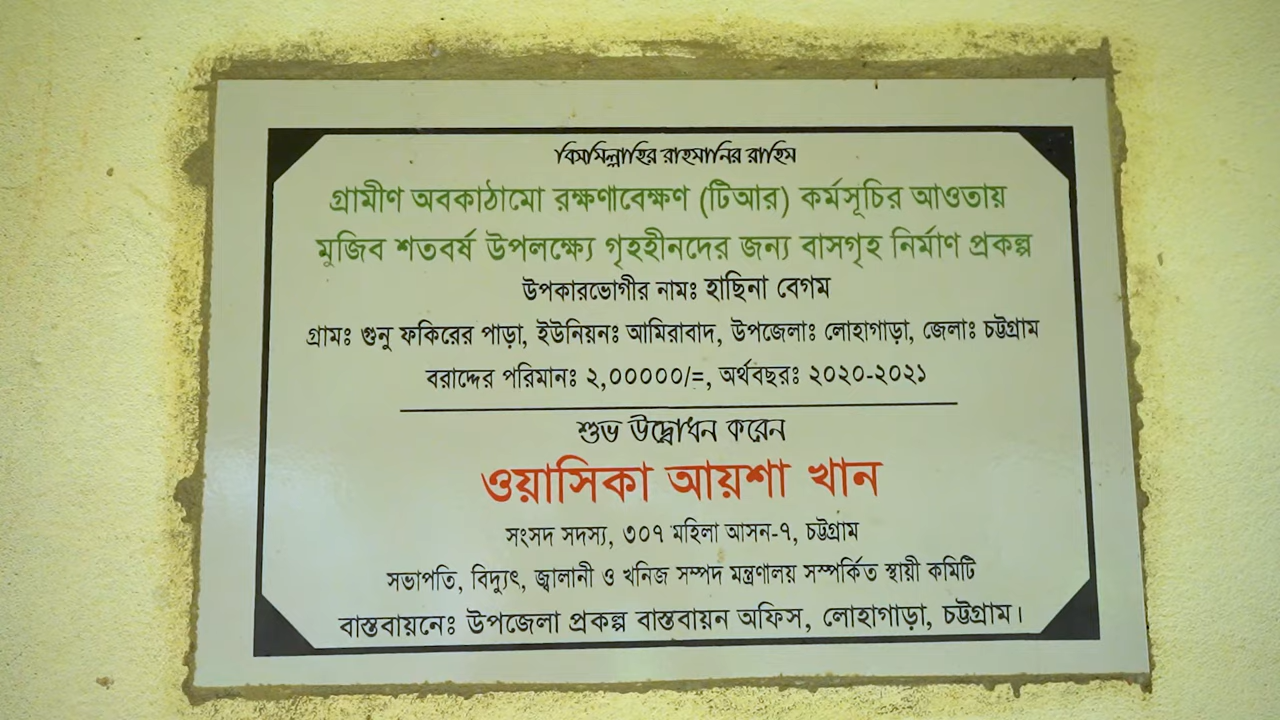 বিসমিল্লাহির রাহমানির রাহিম
গ্রামীণ অবকাঠামো রক্ষণাবেক্ষণ (টিআর) কর্মসূচির আওতায়
মুজিব শতবর্ষ উপলক্ষ্যে গৃহহীনদের জন্য বাসগৃহ নির্মাণ প্রকল্প
উপকারভোগীর নামঃ হাছিনা বেগম
গ্রামঃ গুনু ফকিরের পাড়া, ইউনিয়নঃ আমিরাবাদ, উপজেলাঃ লোহাগাড়া, জেলাঃ চট্টগ্রাম
বরাদ্দের পরিমানঃ ২,০০০০০/=, অর্থবছরঃ ২০২০-২০২১
শুভ উদ্বোধন করেন
ওয়াসিকা আয়শা খান
সংসদ সদস্য, ৩০৭ মহিলা আসন-৭, চট্টগ্রাম
সভাপতি, বিদ্যুৎ, জ্বালানী ও খনিজ সম্পদ মন্ত্রণালয় সম্পর্কিত স্থায়ী কমিটি
বাস্তবায়নেঃ উপজেলা প্রকল্প বাস্তবায়ন অফিস, লোহাগাড়া, চট্টগ্রাম।